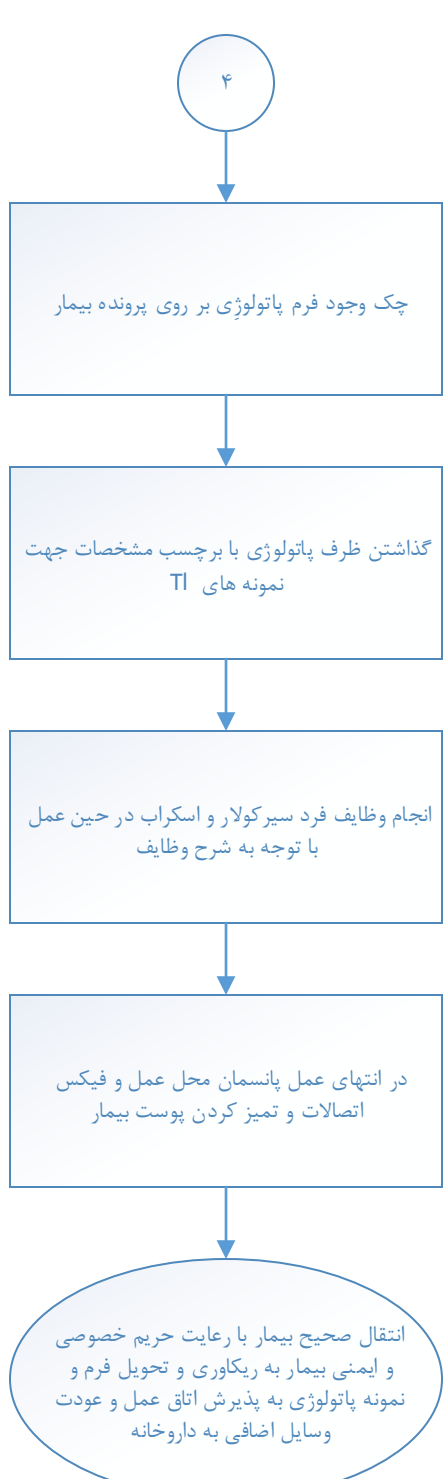 ۴
چک وجود فرم پاتولوژِی بر روی پرونده بیمار
گذاشتن ظرف پاتولوژی با برچسب مشخصات جهت
نمونه های TI
انجام وظایف فرد سیرکولار و اسکراب در حین عمل
با توجه به شرح وظایف
در انتهای عمل پانسمان محل عمل و فیکس
اتصالات و تمیز کردن پوست بیمار
انتقال صحیح بیمار با رعایت حریم خصوصی
و ایمنی بیمار به ریکاوری و تحویل فرم و
نمونه پاتولوژی به پذیرش اتاق عمل و عودت
وسایل اضافی به داروخانه